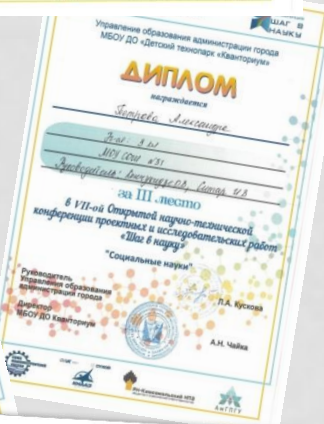 ШАГ В
НАУКУ
Управление образования администрации города
МБОУ ДО «Детский технопарк «Кванториум»
ДИПЛОМ
награждается
Петрова Александра
МОУ СОШ №31
за III место
в VII-ой Открытой научно-технической
конференции проектных и исследовательских работ
«Шаг в науку»
"Социальные науки"
Руководитель
Управления образования
администрации города
Л.А. Кускова
Директор
МБОУ ДО Кванториум
А.Н. Чайка
АмГПГУ